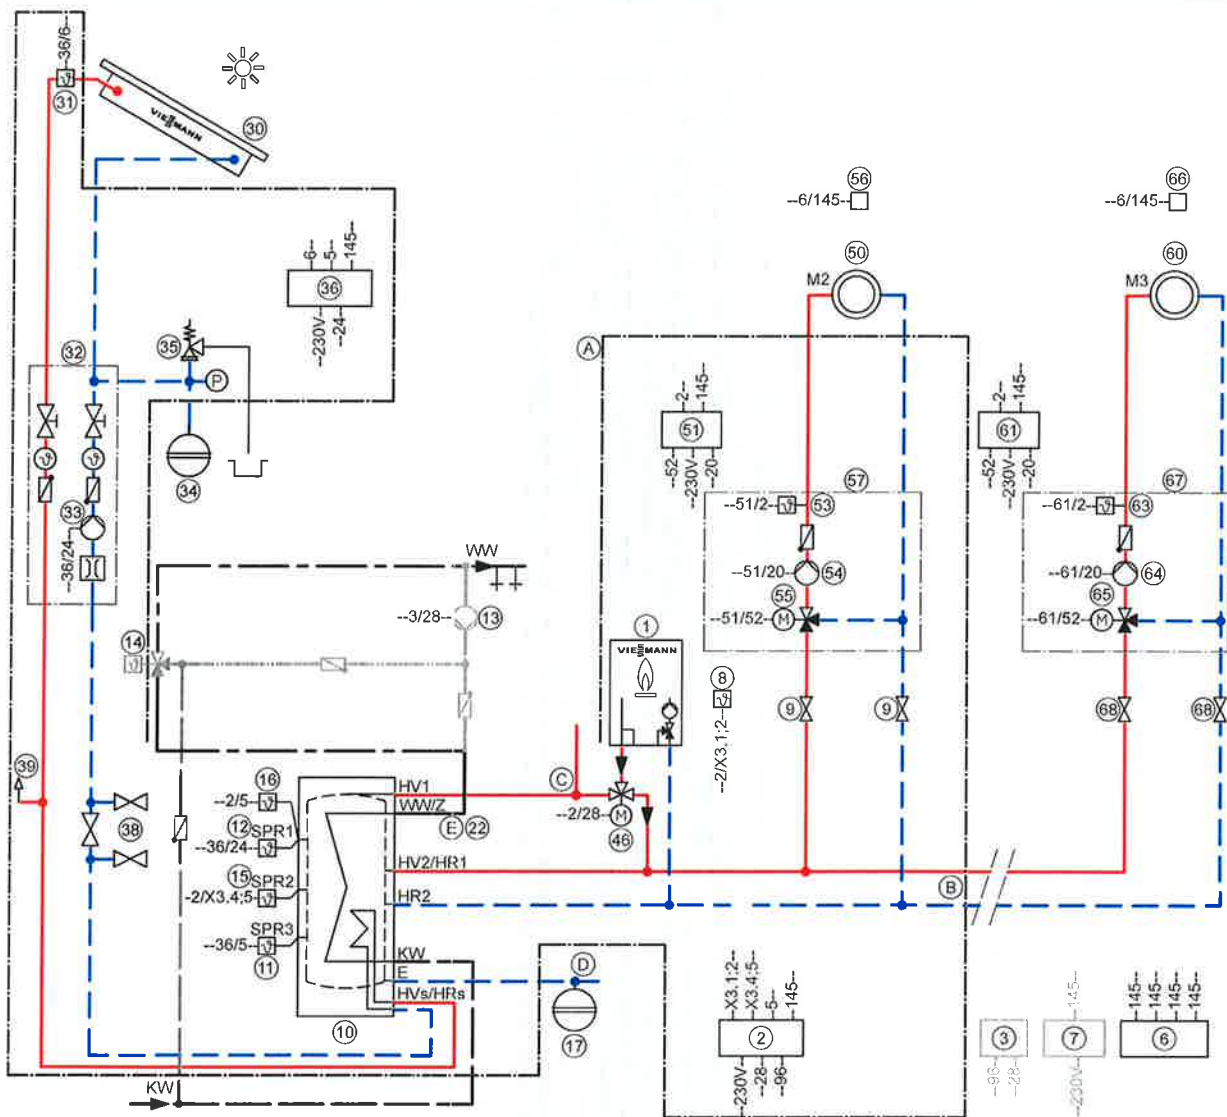 --36/6
31
VIESMANN
30
56
--6/145--
66
--6/145--
50
M2
60
M3
6--
5--
145--
36
--230V--
--24--
35
P
32
A
34
33
--36/24--
2--
145--
51
--52--
--230V--
--20--
57
--51/2--
53
--51/20--
54
55
--51/52--
M
2--
145--
61
--52--
--230V--
--20--
67
--61/2--
63
--61/20--
64
65
--61/52--
M
WW
--3/28--
13
14
1
VIESMANN
8
--2/X3.1;2--
9
9
68
68
39
38
16
--2/5--
12
SPR1
--36/24--
15
SPR2
-2/X3.4;5--
SPR3
--36/5--
11
HV1
WW/Z
E
22
HV2/HR1
HR2
KW
E
HVs/HRs
10
C
--2/28--
M
46
B
D
17
--X3.1;2--
--X3.4;5--
5--
145--
2
--230V--
--28--
--96--
3
--96--
--28--
--145--
7
--230V--
145--
145--
145--
145--
6
KW